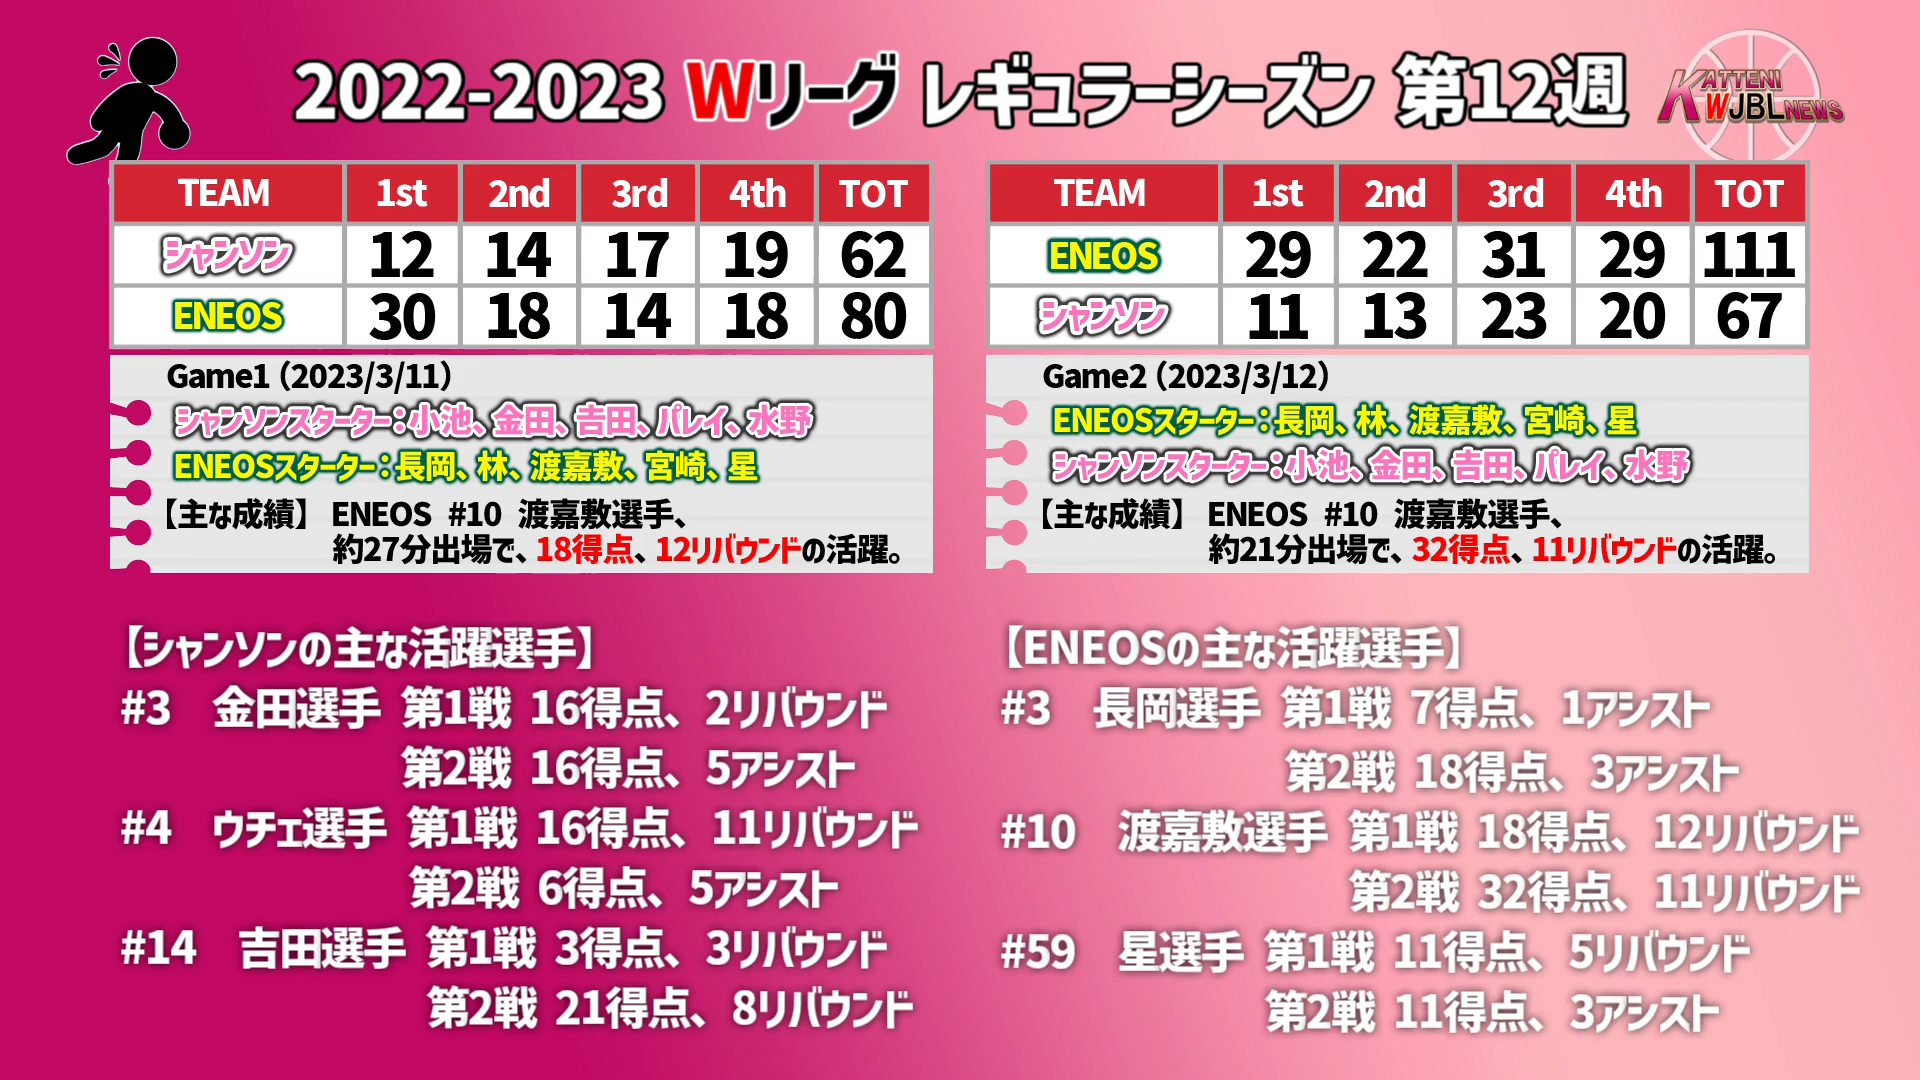 2022-2023 Wリーグ レギュラーシーズン 第12週
KATTENI
WJBL NEWS
TEAM 1st 2nd 3rd 4th TOT
シャンソン 12 14 17 19 62
ENEOS 30 18 14 18 80
Game1（2023/3/11）
シャンソンスターター：小池、金田、吉田、パレイ、水野
ENEOSスターター：長岡、林、渡嘉敷、宮崎、星
【主な成績】 ENEOS #10 渡嘉敷選手、
約27分出場で、18得点、12リバウンドの活躍。
TEAM 1st 2nd 3rd 4th TOT
ENEOS 29 22 31 29 111
シャンソン 11 13 23 20 67
Game2（2023/3/12）
ENEOSスターター：長岡、林、渡嘉敷、宮崎、星
シャンソンスターター：小池、金田、吉田、パレイ、水野
【主な成績】 ENEOS #10 渡嘉敷選手、
約21分出場で、32得点、11リバウンドの活躍。
【シャンソンの主な活躍選手】
#3 金田選手 第1戦 16得点、2リバウンド
第2戦 16得点、5アシスト
#4 ウチェ選手 第1戦 16得点、11リバウンド
第2戦 6得点、5アシスト
#14 吉田選手 第1戦 3得点、3リバウンド
第2戦 21得点、8リバウンド
【ENEOSの主な活躍選手】
#3 長岡選手 第1戦 7得点、1アシスト
第2戦 18得点、3アシスト
#10 渡嘉敷選手 第1戦 18得点、12リバウンド
第2戦 32得点、11リバウンド
#59 星選手 第1戦 11得点、5リバウンド
第2戦 11得点、3アシスト